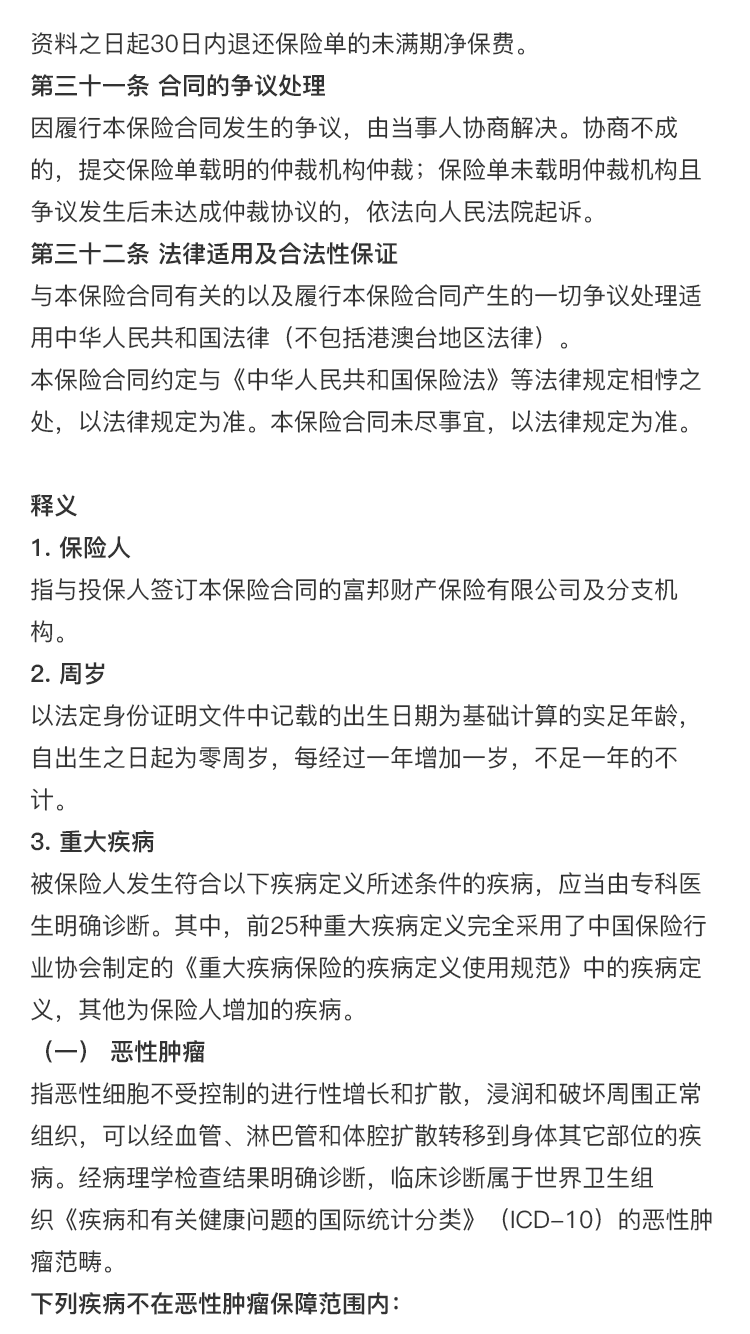 资料之日起30日内退还保险单的未满期净保费。
第三十一条 合同的争议处理
因履行本保险合同发生的争议，由当事人协商解决。协商不成
的，提交保险单载明的仲裁机构仲裁；保险单未载明仲裁机构且
争议发生后未达成仲裁协议的，依法向人民法院起诉。
第三十二条 法律适用及合法性保证
与本保险合同有关的以及履行本保险合同产生的一切争议处理适
用中华人民共和国法律（不包括港澳台地区法律）。
本保险合同约定与《中华人民共和国保险法》等法律规定相悖之
处，以法律规定为准。本保险合同未尽事宜，以法律规定为准。
释义
1. 保险人
指与投保人签订本保险合同的富邦财产保险有限公司及分支机
构。
2. 周岁
以法定身份证明文件中记载的出生日期为基础计算的实足年龄，
自出生之日起为零周岁，每经过一年增加一岁，不足一年的不
计。
3. 重大疾病
被保险人发生符合以下疾病定义所述条件的疾病，应当由专科医
生明确诊断。其中，前25种重大疾病定义完全采用了中国保险行
业协会制定的《重大疾病保险的疾病定义使用规范》中的疾病定
义，其他为保险人增加的疾病。
（一） 恶性肿瘤
指恶性细胞不受控制的进行性增长和扩散，浸润和破坏周围正常
组织，可以经血管、淋巴管和体腔扩散转移到身体其它部位的疾
病。经病理学检查结果明确诊断，临床诊断属于世界卫生组
织《疾病和有关健康问题的国际统计分类》（ICD–10）的恶性肿
瘤范畴。
下列疾病不在恶性肿瘤保障范围内：